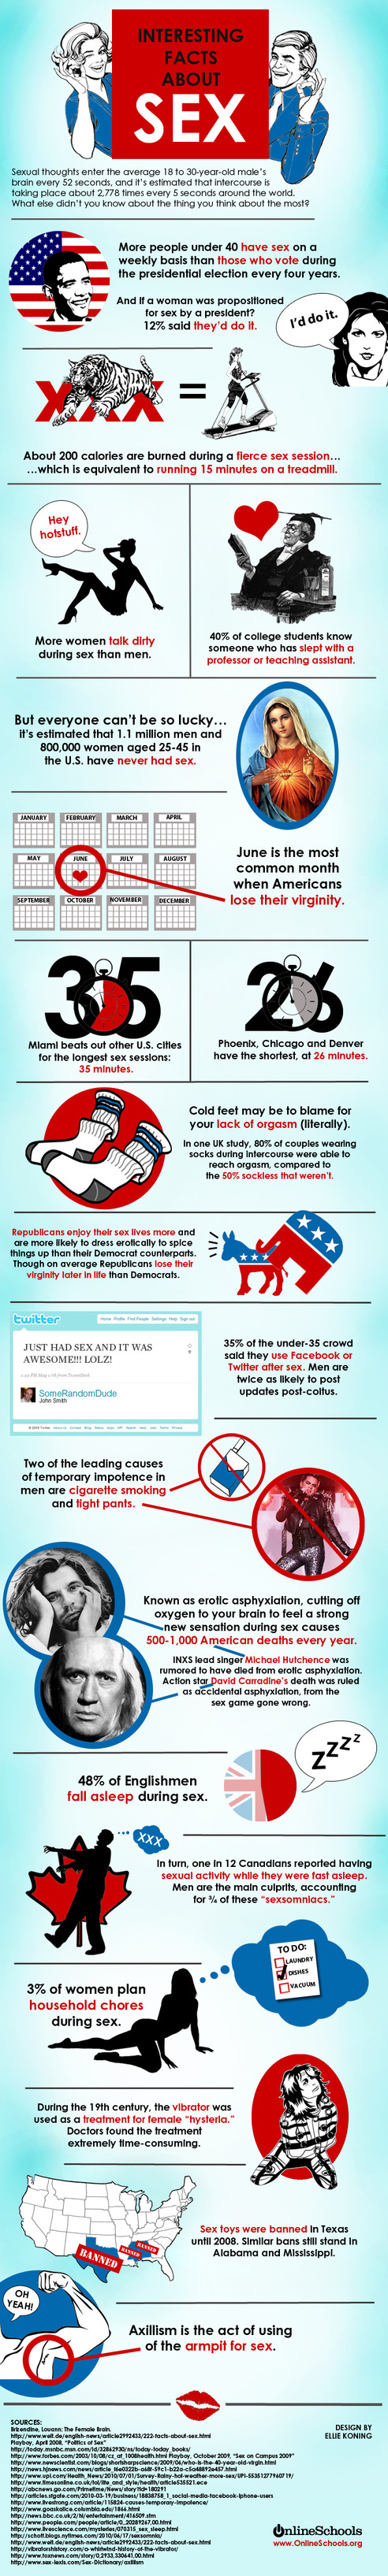 INTERESTING
FACTS
ABOUT
SEX
Sexual thoughts enter the average 18 to 30-year-old male's
brain every 52 seconds, and it's estimated that intercourse is
taking place about 2,778 times every 5 seconds around the world.
What else didn't you know about the thing you think about the most?
More people under 40 have sex on a
weekly basis than those who vote during
the presidential election every four years.
And if a woman was propositioned
for sex by a president?
12% said they'd do it.
I'd do it.
XXX
=
About 200 calories are burned during a fierce sex session...
...which is equivalent to running 15 minutes on a treadmill.
Hey
hotstuff.
More women talk dirty
during sex than men.
40% of college students know
someone who has slept with a
professor or teaching assistant.
But everyone can't be so lucky...
it's estimated that 1.1 million men and
800,000 women aged 25-45 in
the U.S. have never had sex.
JANUARY
FEBRUARY
MARCH
APRIL
MAY
JUNE
JULY
AUGUST
SEPTEMBER
OCTOBER
NOVEMBER
DECEMBER
June is the most
common month
when Americans
lose their virginity.
35
Miami beats out other U.S. cities
for the longest sex sessions:
35 minutes.
26
Phoenix, Chicago and Denver
have the shortest, at 26 minutes.
Cold feet may be to blame for
your lack of orgasm (literally).
In one UK study, 80% of couples wearing
socks during intercourse were able to
reach orgasm, compared to
the 50% sockless that weren't.
Republicans enjoy their sex lives more and
are more likely to dress erotically to spice
things up than their Democrat counterparts.
Though on average Republicans lose their
virginity later in life than Democrats.
twitter
Home Profile Find People Settings Help Sign out
JUST HAD SEX AND IT WAS
AWESOME!!! LOLZ!
SomeRandomDude
John Smith
35% of the under-35 crowd
said they use Facebook or
Twitter after sex. Men are
twice as likely to post
updates post-coitus.
Two of the leading causes
of temporary impotence in
men are cigarette smoking
and tight pants.
Known as erotic asphyxiation, cutting off
oxygen to your brain to feel a strong
new sensation during sex causes
500-1,000 American deaths every year.
INXS lead singer Michael Hutchence was
rumored to have died from erotic asphyxiation.
Action star David Carradine's death was ruled
as accidental asphyxiation, from the
sex game gone wrong.
48% of Englishmen
fall asleep during sex.
ZZZZ
XXX
In turn, one in 12 Canadians reported having
sexual activity while they were fast asleep.
Men are the main culprits, accounting
for ¾ of these "sexsomniacs."
TO DO:
LAUNDRY
DISHES
VACUUM
3% of women plan
household chores
during sex.
During the 19th century, the vibrator was
used as a treatment for female "hysteria."
Doctors found the treatment
extremely time-consuming.
BANNED
BANNED
BANNED
Sex toys were banned in Texas
until 2008. Similar bans still stand in
Alabama and Mississippi.
OH
YEAH!
Axillism is the act of using
of the armpit for sex.
SOURCES:
Brizendine, Louann: The Female Brain.
http://www.welt.de/english-news/article2992433/222-facts-about-sex.html
Playboy, April 2008, "Politics of Sex"
DESIGN BY
ELLIE KONING
OnlineSchools
www.OnlineSchools.org